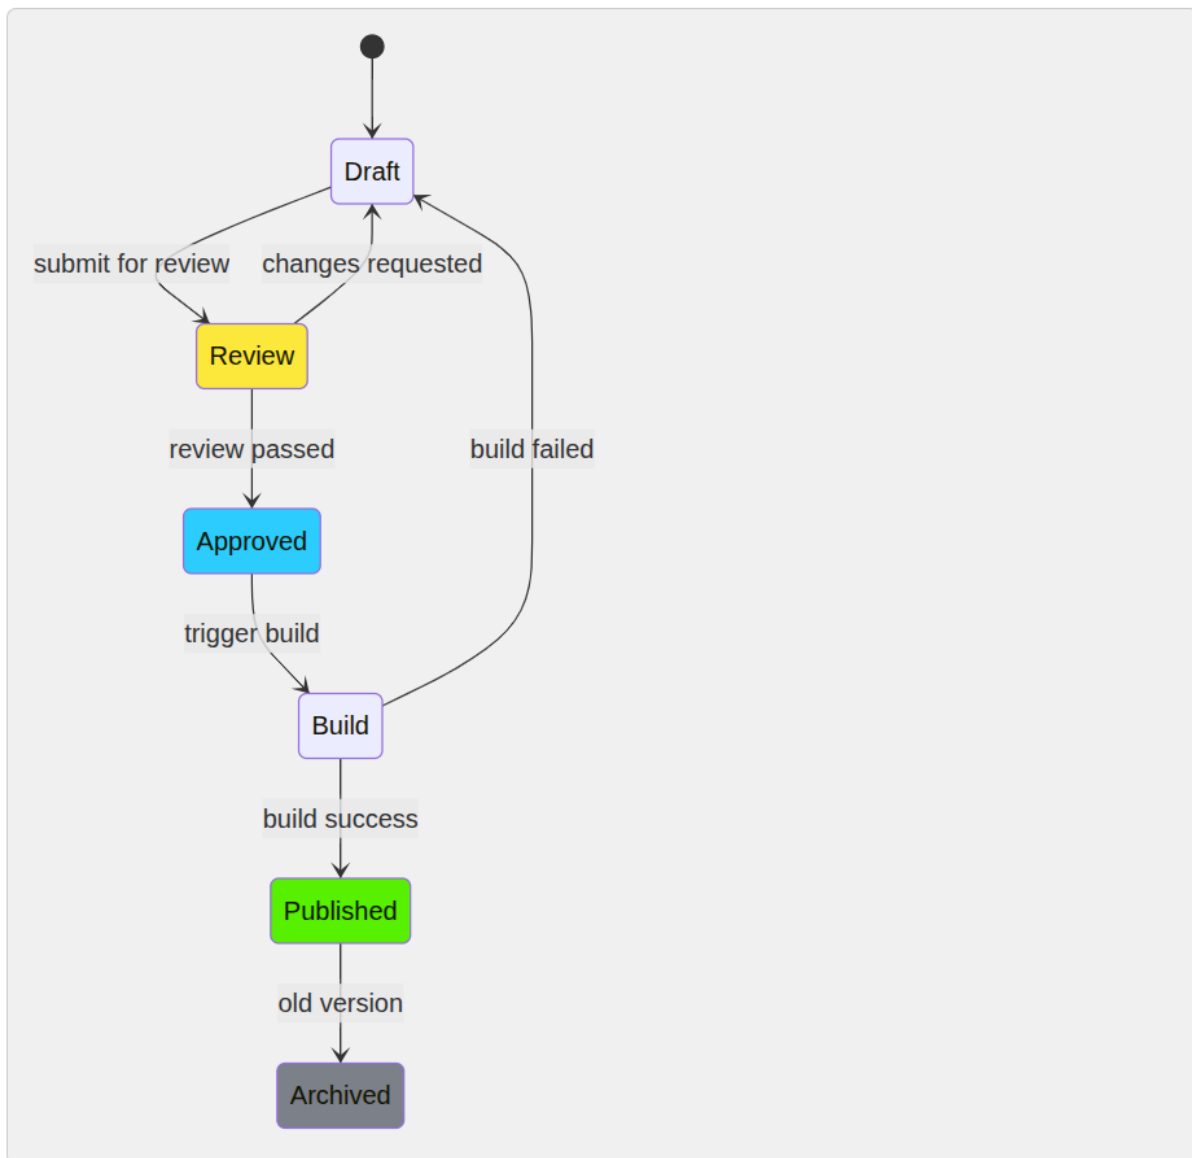 Draft
submit for review
changes requested
Review
review passed
build failed
Approved
trigger build
Build
build success
Published
old version
Archived